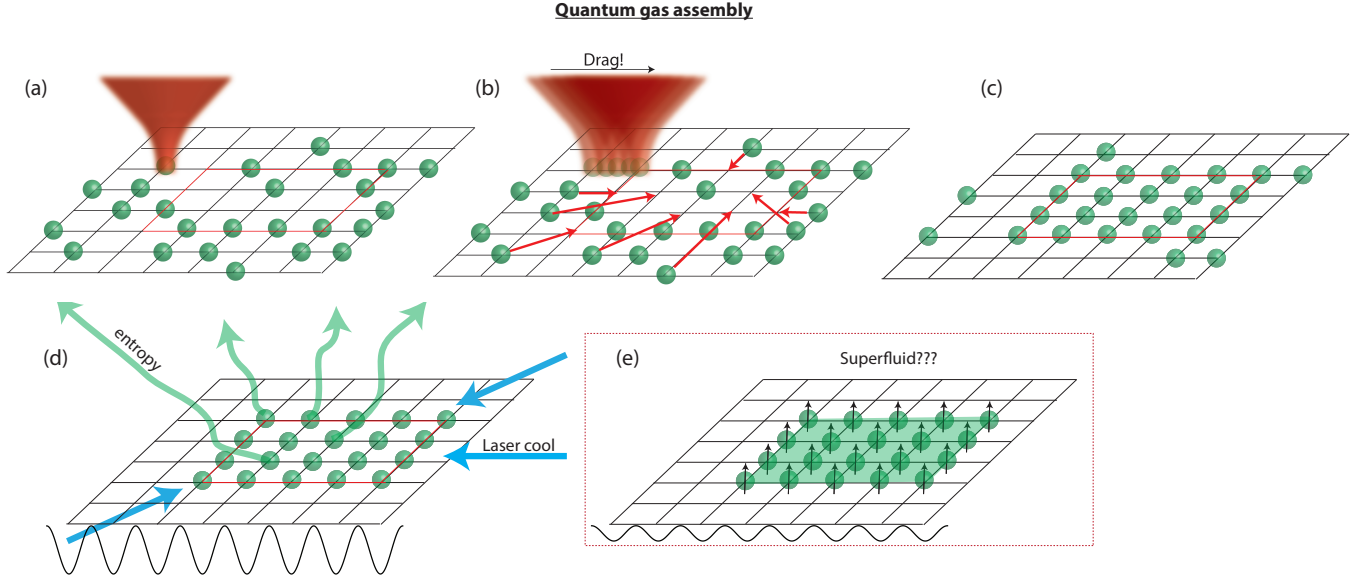 Quantum gas assembly
(a)
(b)
Drag!
(c)
(d)
entropy
Laser cool
(e)
Superfluid???